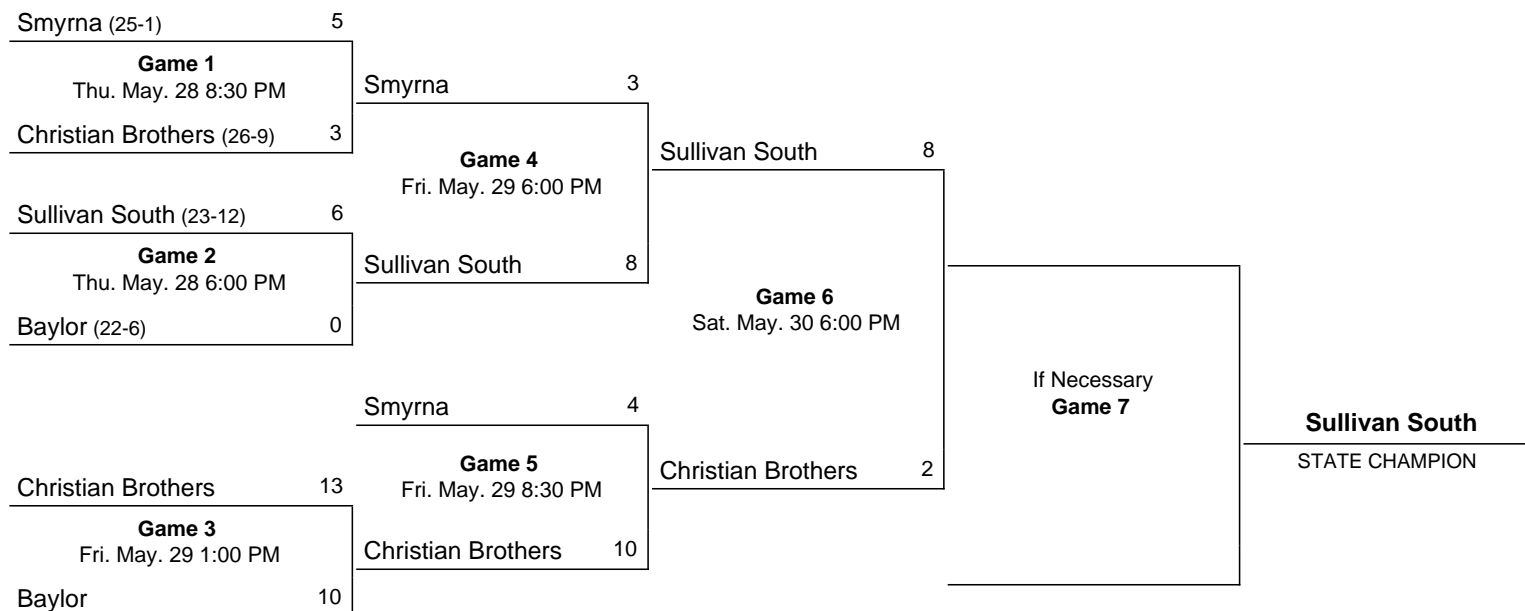 Smyrna (25-1) 5
Game 1
Thu. May. 28 8:30 PM
Christian Brothers (26-9) 3
Sullivan South (23-12) 6
Game 2
Thu. May. 28 6:00 PM
Baylor (22-6) 0
Christian Brothers 13
Game 3
Fri. May. 29 1:00 PM
Baylor 10
Smyrna 3
Game 4
Fri. May. 29 6:00 PM
Sullivan South 8
Smyrna 4
Game 5
Fri. May. 29 8:30 PM
Christian Brothers 10
Sullivan South 8
Game 6
Sat. May. 30 6:00 PM
Christian Brothers 2
If Necessary
Game 7
Sullivan South
STATE CHAMPION